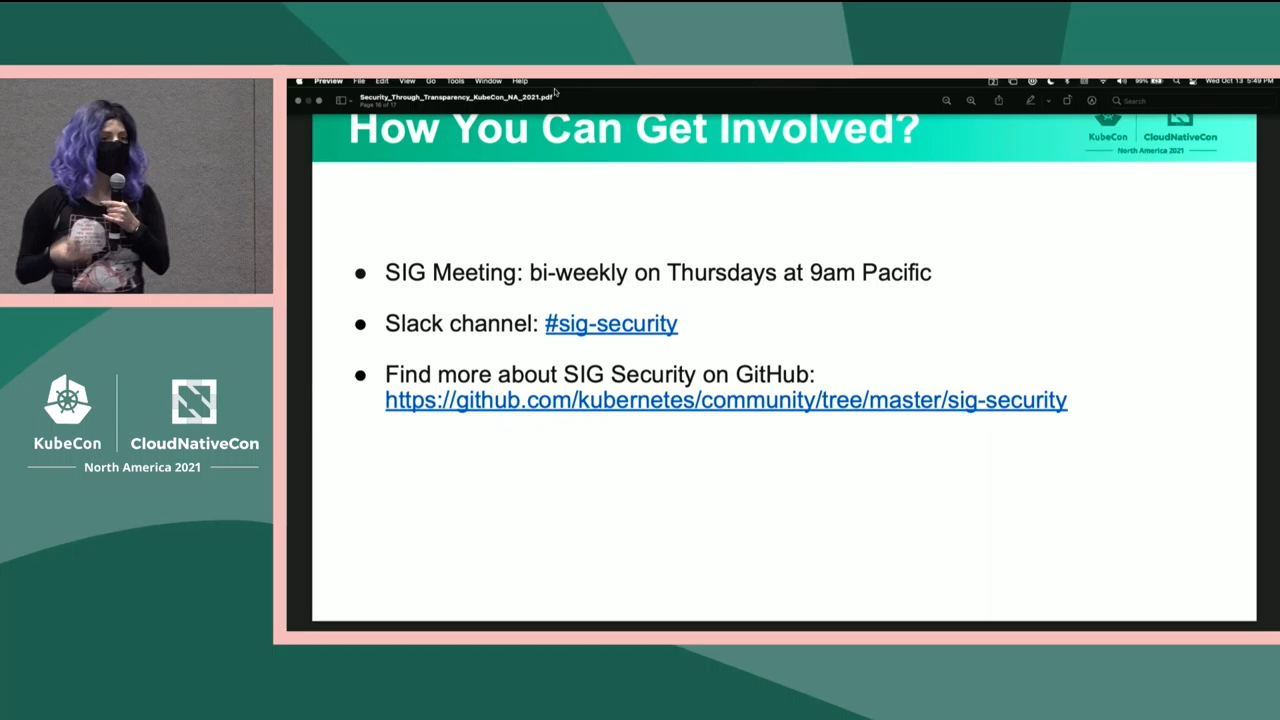 Preview File Edit View Go Tools Window Help
99% Wed Oct 13 5:49 PM
Security_Through_Transparency_KubeCon_NA_2021.pdf
Page 16 of 17
Search
How You Can Get Involved?
KubeCon CloudNativeCon
North America 2021
● SIG Meeting: bi-weekly on Thursdays at 9am Pacific
● Slack channel: #sig-security
● Find more about SIG Security on GitHub:
https://github.com/kubernetes/community/tree/master/sig-security
KubeCon CloudNativeCon
North America 2021